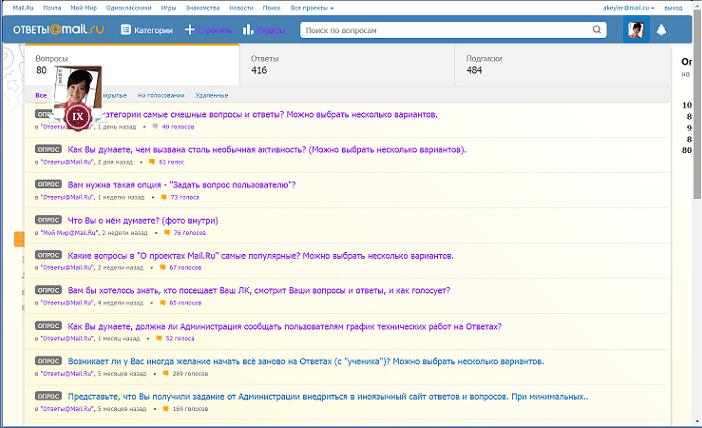 Mail.Ru Почта Мой Мир Одноклассники Игры Знакомства Новости Поиск Все проекты akeyler@mail.ru выход
ОТВЕТЫ@MAIL.RU Категории Спросить Лидеры Поиск по вопросам
Вопросы Ответы Подписки
80 416 484
на
Все крытые На голосовании Удаленные
ОПРОС категории самые смешные вопросы и ответы? Можно выбрать несколько вариантов.
в "Ответы@Mail.Ru", 1 день назад • 40 голосов
ОПРОС Как Вы думаете, чем вызвана столь необычная активность? (Можно выбрать несколько вариантов).
в "Ответы@Mail.Ru", 2 дня назад • 61 голос
ОПРОС Вам нужна такая опция - "Задать вопрос пользователю"?
в "Ответы@Mail.Ru", 1 неделю назад • 73 голоса
ОПРОС Что Вы о нём думаете? (фото внутри)
в "Мой Мир@Mail.Ru", 2 недели назад • 76 голосов
ОПРОС Какие вопросы в "О проектах Mail.Ru" самые популярные? Можно выбрать несколько вариантов.
в "Ответы@Mail.Ru", 2 недели назад • 67 голосов
ОПРОС Вам бы хотелось знать, кто посещает Ваш ЛК, смотрит Ваши вопросы и ответы, и как голосует?
в "Ответы@Mail.Ru", 4 недели назад • 65 голосов
ОПРОС Как Вы думаете, должна ли Администрация сообщать пользователям график технических работ на Ответах?
в "Ответы@Mail.Ru", 1 месяц назад • 52 голоса
ОПРОС Возникает ли у Вас иногда желание начать всё заново на Ответах (с "ученика")? Можно выбрать несколько вариантов.
в "Ответы@Mail.Ru", 5 месяцев назад • 269 голосов
ОПРОС Представьте, что Вы получили задание от Администрации внедриться в иноязычный сайт ответов и вопросов. При минимальных..
в "Ответы@Mail.Ru", 5 месяцев назад • 169 голосов
IX
10
8
9
8
80